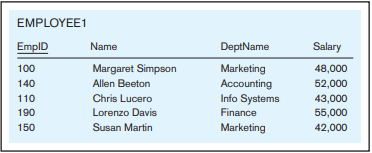 EMPLOYEE1
EmpID Name DeptName Salary
100 Margaret Simpson Marketing 48,000
140 Allen Beeton Accounting 52,000
110 Chris Lucero Info Systems 43,000
190 Lorenzo Davis Finance 55,000
150 Susan Martin Marketing 42,000